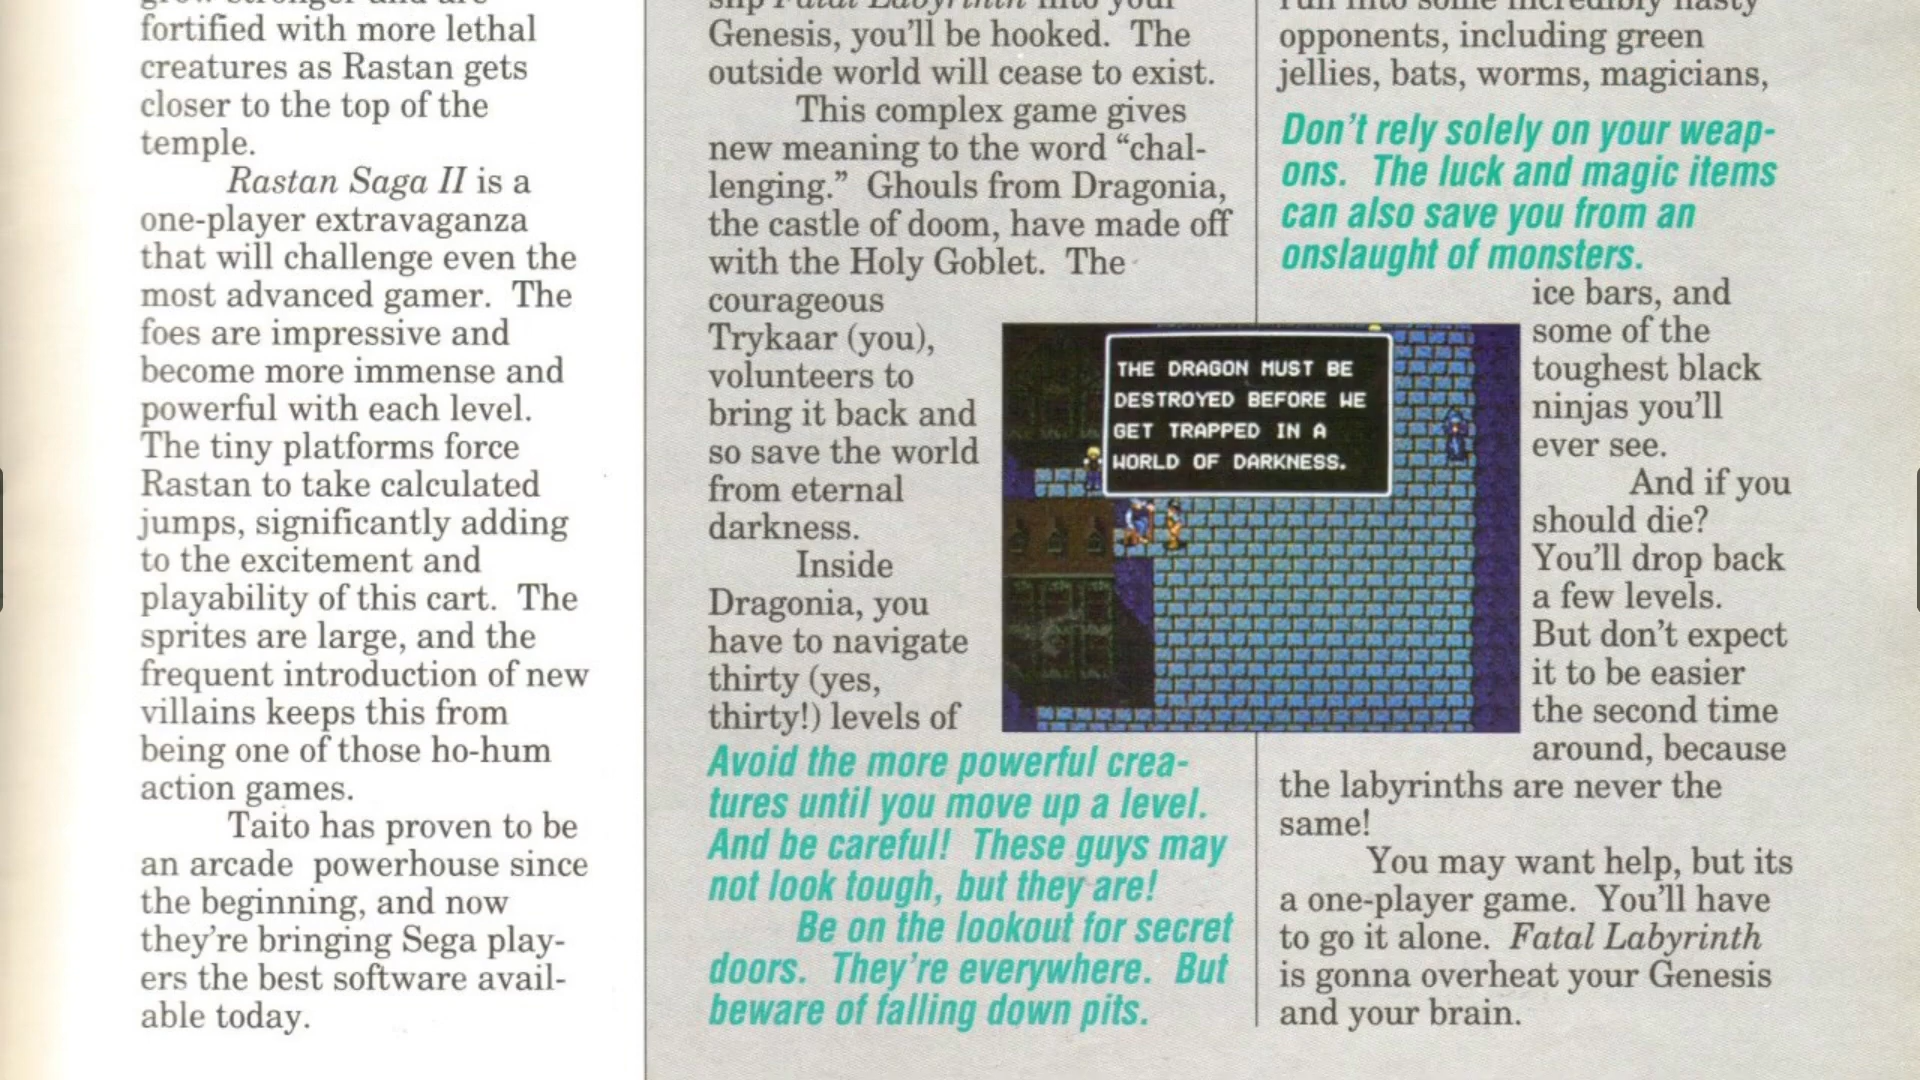 fortified with more lethal
creatures as Rastan gets
closer to the top of the
temple.
Rastan Saga II is a
one-player extravaganza
that will challenge even the
most advanced gamer. The
foes are impressive and
become more immense and
powerful with each level.
The tiny platforms force
Rastan to take calculated
jumps, significantly adding
to the excitement and
playability of this cart. The
sprites are large, and the
frequent introduction of new
villains keeps this from
being one of those ho-hum
action games.
Taito has proven to be
an arcade powerhouse since
the beginning, and now
they're bringing Sega play-
ers the best software avail-
able today.
slip Fatal Labyrinth into your
Genesis, you'll be hooked. The
outside world will cease to exist.
This complex game gives
new meaning to the word “chal-
lenging.” Ghouls from Dragonia,
the castle of doom, have made off
with the Holy Goblet. The
courageous
Trykaar (you),
volunteers to
bring it back and
so save the world
from eternal
darkness.
Inside
Dragonia, you
have to navigate
thirty (yes,
thirty!) levels of
Avoid the more powerful crea-
tures until you move up a level.
And be careful! These guys may
not look tough, but they are!
Be on the lookout for secret
doors. They're everywhere. But
beware of falling down pits.
THE DRAGON MUST BE
DESTROYED BEFORE WE
GET TRAPPED IN A
WORLD OF DARKNESS.
run into some incredibly nasty
opponents, including green
jellies, bats, worms, magicians,
Don't rely solely on your weap-
ons. The luck and magic items
can also save you from an
onslaught of monsters.
ice bars, and
some of the
toughest black
ninjas you'll
ever see.
And if you
should die?
You'll drop back
a few levels.
But don't expect
it to be easier
the second time
around, because
the labyrinths are never the
same!
You may want help, but its
a one-player game. You'll have
to go it alone. Fatal Labyrinth
is gonna overheat your Genesis
and your brain.